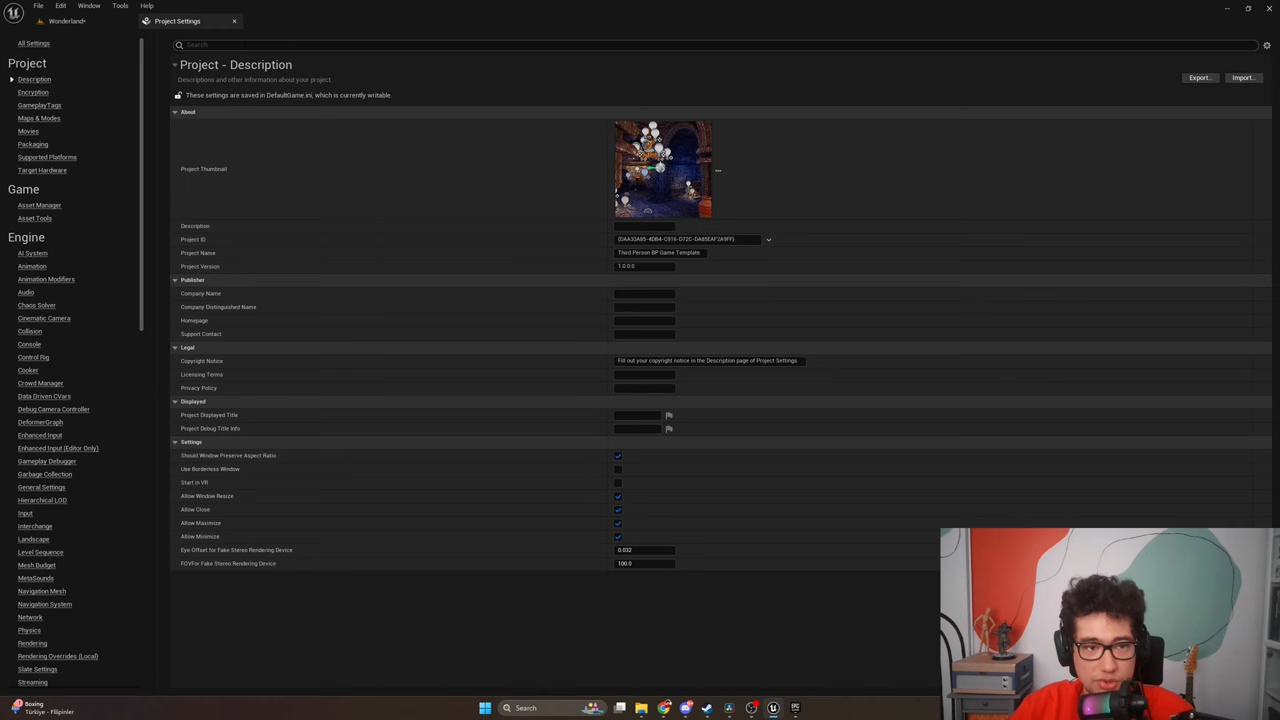 File Edit Window Tools Help
Wonderland* Project Settings
All Settings
Project
Description
Encryption
GameplayTags
Maps & Modes
Movies
Packaging
Supported Platforms
Target Hardware
Game
Asset Manager
Asset Tools
Engine
AI System
Animation
Animation Modifiers
Audio
Chaos Solver
Cinematic Camera
Collision
Console
Control Rig
Cooker
Crowd Manager
Data Driven CVars
Debug Camera Controller
DeformerGraph
Enhanced Input
Enhanced Input (Editor Only)
Gameplay Debugger
Garbage Collection
General Settings
Hierarchical LOD
Input
Interchange
Landscape
Level Sequence
Mesh Budget
MetaSounds
Navigation Mesh
Navigation System
Network
Physics
Rendering
Rendering Overrides (Local)
Slate Settings
Streaming
Search
Project - Description
Descriptions and other information about your project
Export... Import...
These settings are saved in DefaultGame.ini, which is currently writable.
About
Project Thumbnail
Description
Project ID {DAA33A85-4DB4-C916-D72C-DA85EAF2A9FF}
Project Name Third Person BP Game Template
Project Version 1.0.0.0
Publisher
Company Name
Company Distinguished Name
Homepage
Support Contact
Legal
Copyright Notice Fill out your copyright notice in the Description page of Project Settings.
Licensing Terms
Privacy Policy
Displayed
Project Displayed Title
Project Debug Title Info
Settings
Should Window Preserve Aspect Ratio
Use Borderless Window
Start in VR
Allow Window Resize
Allow Close
Allow Maximize
Allow Minimize
Eye Offset for Fake Stereo Rendering Device 0.032
FOVFor Fake Stereo Rendering Device 100.0
Boxing
Türkiye - Filipinler
Search